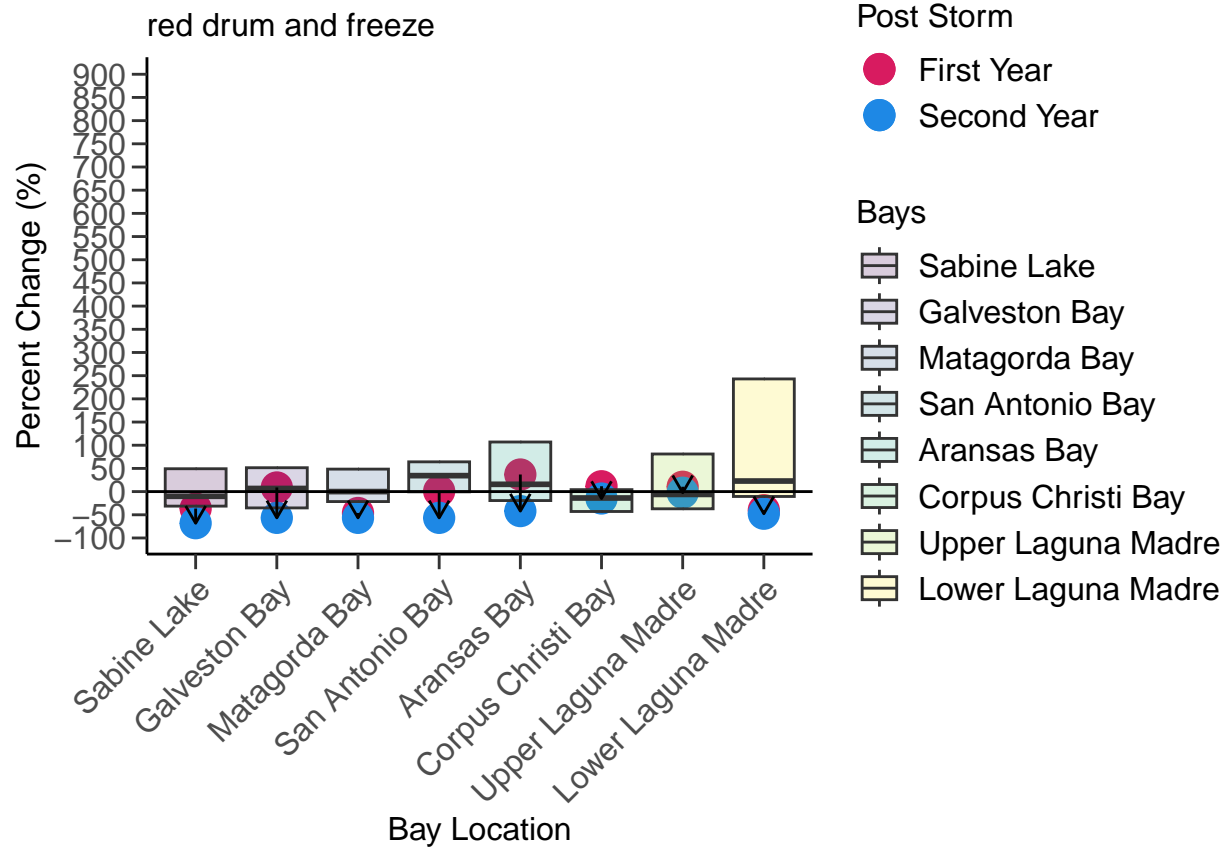 red drum and freeze
Percent Change (%)
900
850
800
750
700
650
600
550
500
450
400
350
300
250
200
150
100
50
0
−50
−100
Sabine Lake
Galveston Bay
Matagorda Bay
San Antonio Bay
Aransas Bay
Corpus Christi Bay
Upper Laguna Madre
Lower Laguna Madre
Bay Location
Post Storm
First Year
Second Year
Bays
Sabine Lake
Galveston Bay
Matagorda Bay
San Antonio Bay
Aransas Bay
Corpus Christi Bay
Upper Laguna Madre
Lower Laguna Madre